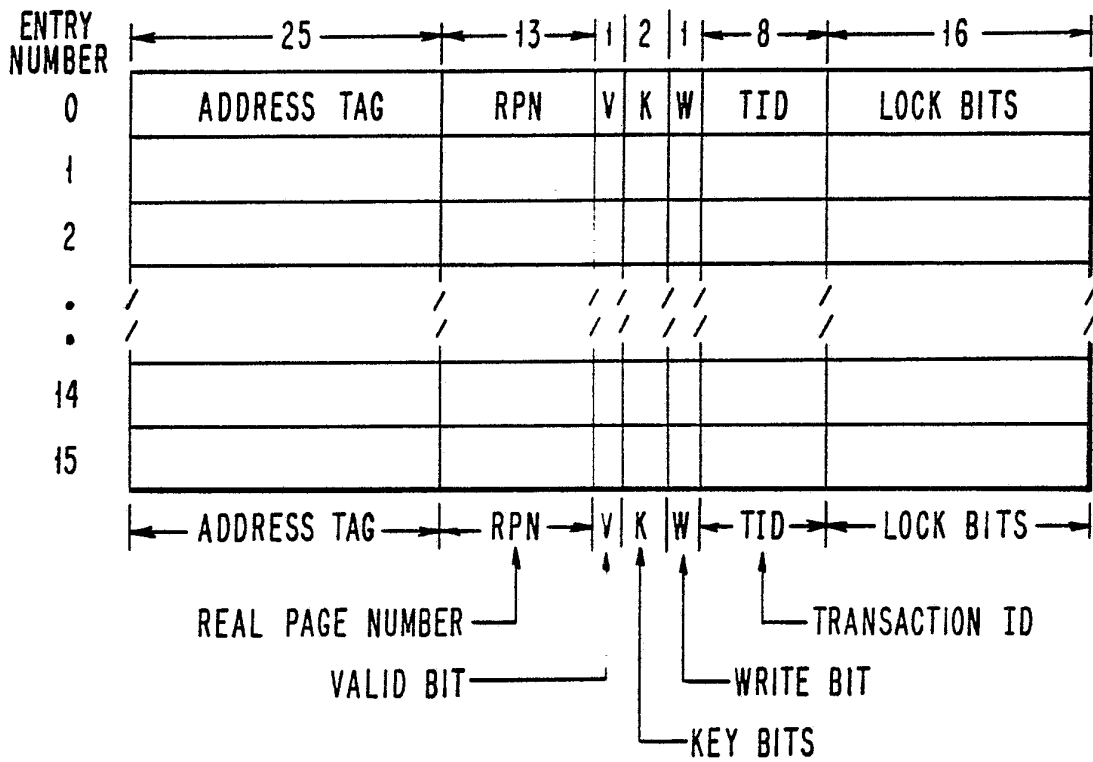 ENTRY
NUMBER
25 13 1 2 1 8 16
0 ADDRESS TAG RPN V K W TID LOCK BITS
1
2
14
15
ADDRESS TAG RPN V K W TID LOCK BITS
REAL PAGE NUMBER TRANSACTION ID
VALID BIT WRITE BIT
KEY BITS